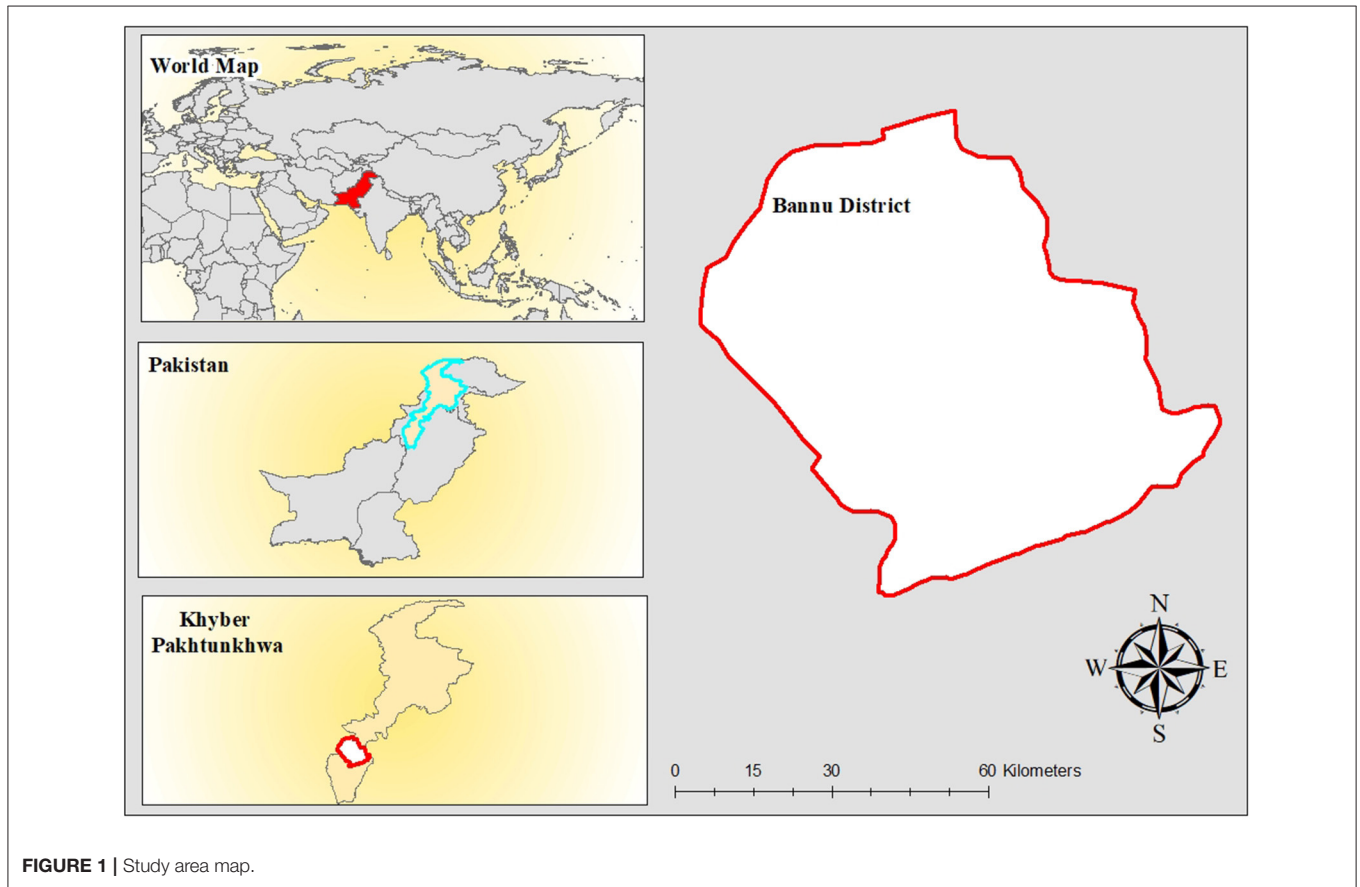 World Map
Pakistan
Khyber
Pakhtunkhwa
Bannu District
N
W
E
S
0 15 30 60 Kilometers
FIGURE 1 | Study area map.